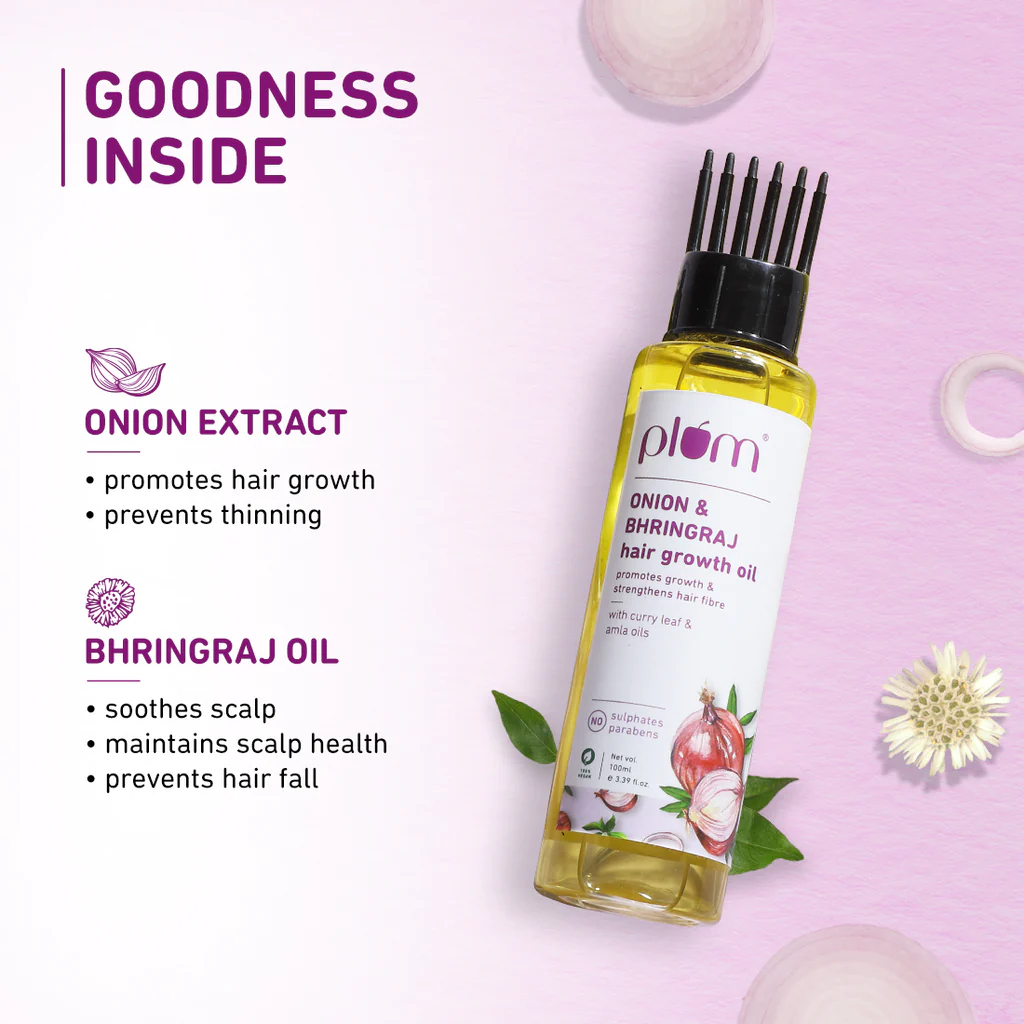 GOODNESS
INSIDE
ONION EXTRACT
• promotes hair growth
• prevents thinning
BHRINGRAJ OIL
• soothes scalp
• maintains scalp health
• prevents hair fall
plum®
ONION &
BHRINGRAJ
hair growth oil
promotes growth &
strengthens hair fibre
with curry leaf &
amla oils
NO
sulphates
parabens
100%
VEGAN
Net vol.
100ml
e 3.39 fl.oz.